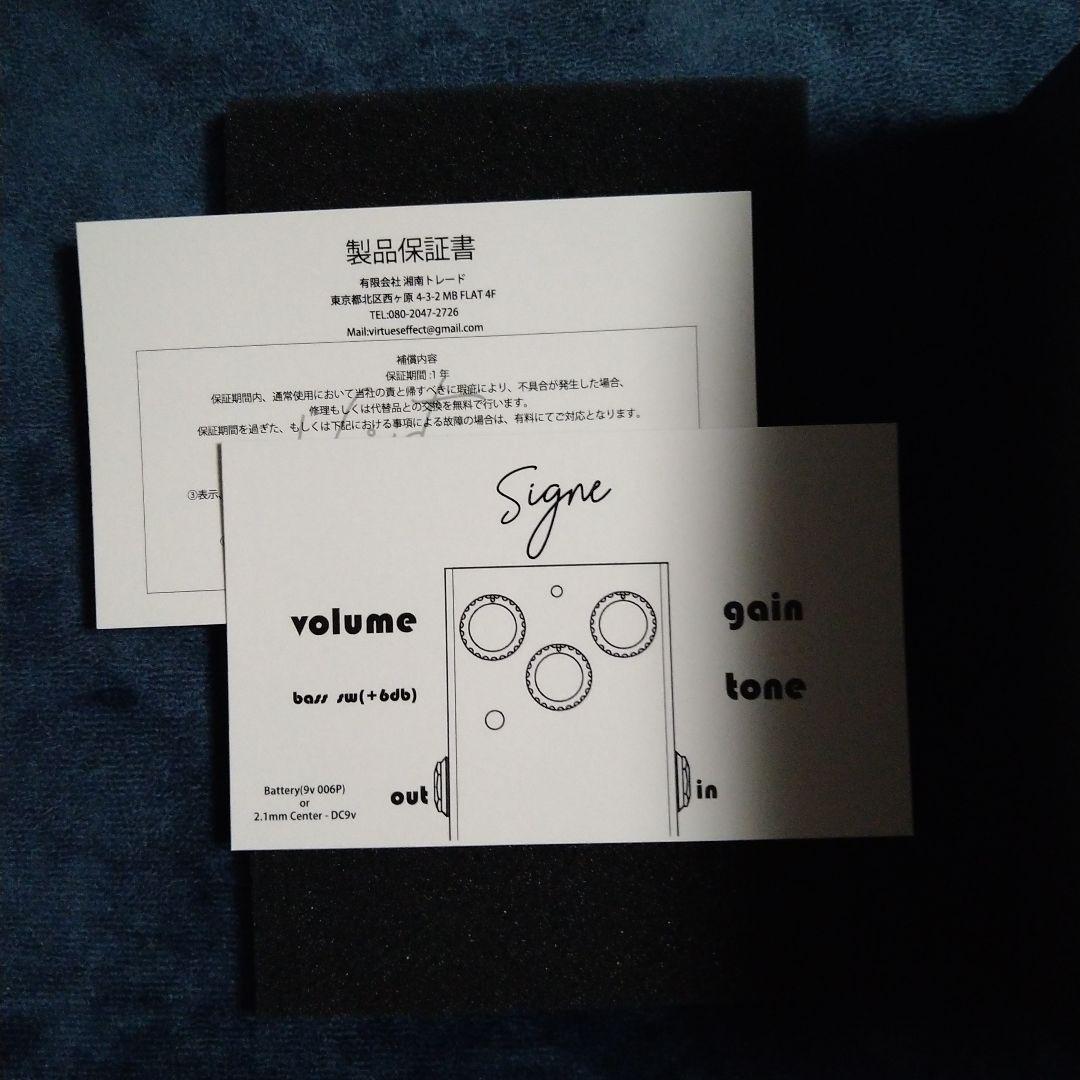 製品保証書
有限会社 湘南トレード
東京都北区西ヶ原 4-3-2 MB FLAT 4F
TEL:080-2047-2726
Mail:virtueseffect@gmail.com
補償内容
保証期間 :1 年
保証期間内、通常使用において当社の責と帰すべきに瑕疵により、不具合が発生した場合、
修理もしくは代替品との交換を無料で行います。
保証期間を過ぎた、もしくは下記における事項による故障の場合は、有料にてご対応となります。
③表示、
Signe
volume
gain
bass sw(+6db)
tone
out
in
Battery(9v 006P)
or
2.1mm Center - DC9v